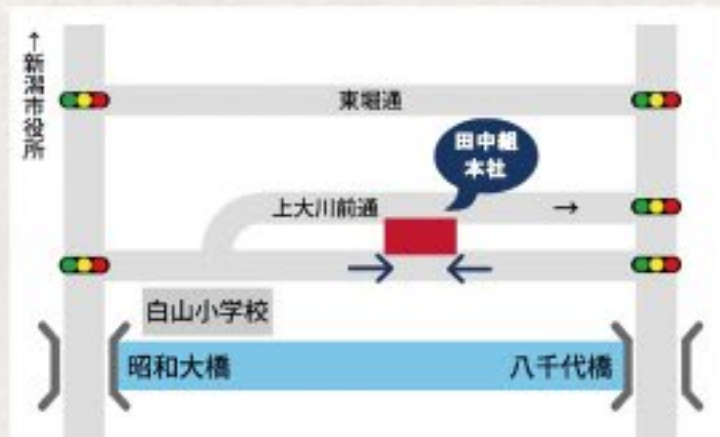 ↑新潟市役所
東堀通
田中組
本社
上大川前通
→
白山小学校
昭和大橋
八千代橋